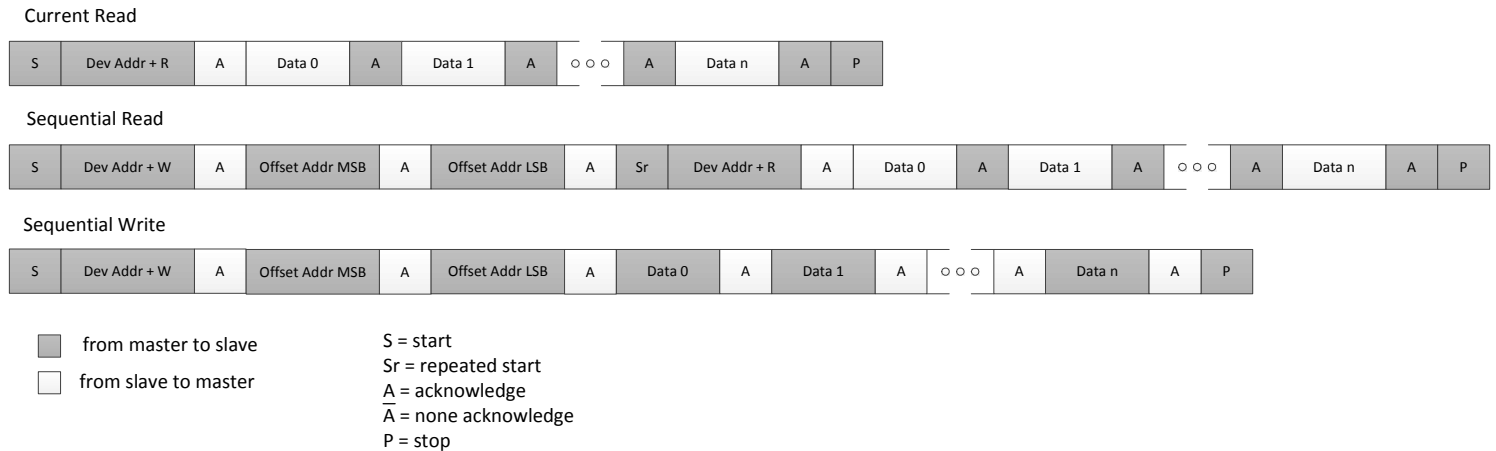 Current Read
S Dev Addr + R A Data 0 A Data 1 A ○ ○ ○ A Data n A P
Sequential Read
S Dev Addr + W A Offset Addr MSB A Offset Addr LSB A Sr Dev Addr + R A Data 0 A Data 1 A ○ ○ ○ A Data n A P
Sequential Write
S Dev Addr + W A Offset Addr MSB A Offset Addr LSB A Data 0 A Data 1 A ○ ○ ○ A Data n A P
from master to slave
from slave to master
S = start
Sr = repeated start
A = acknowledge
A̅ = none acknowledge
P = stop